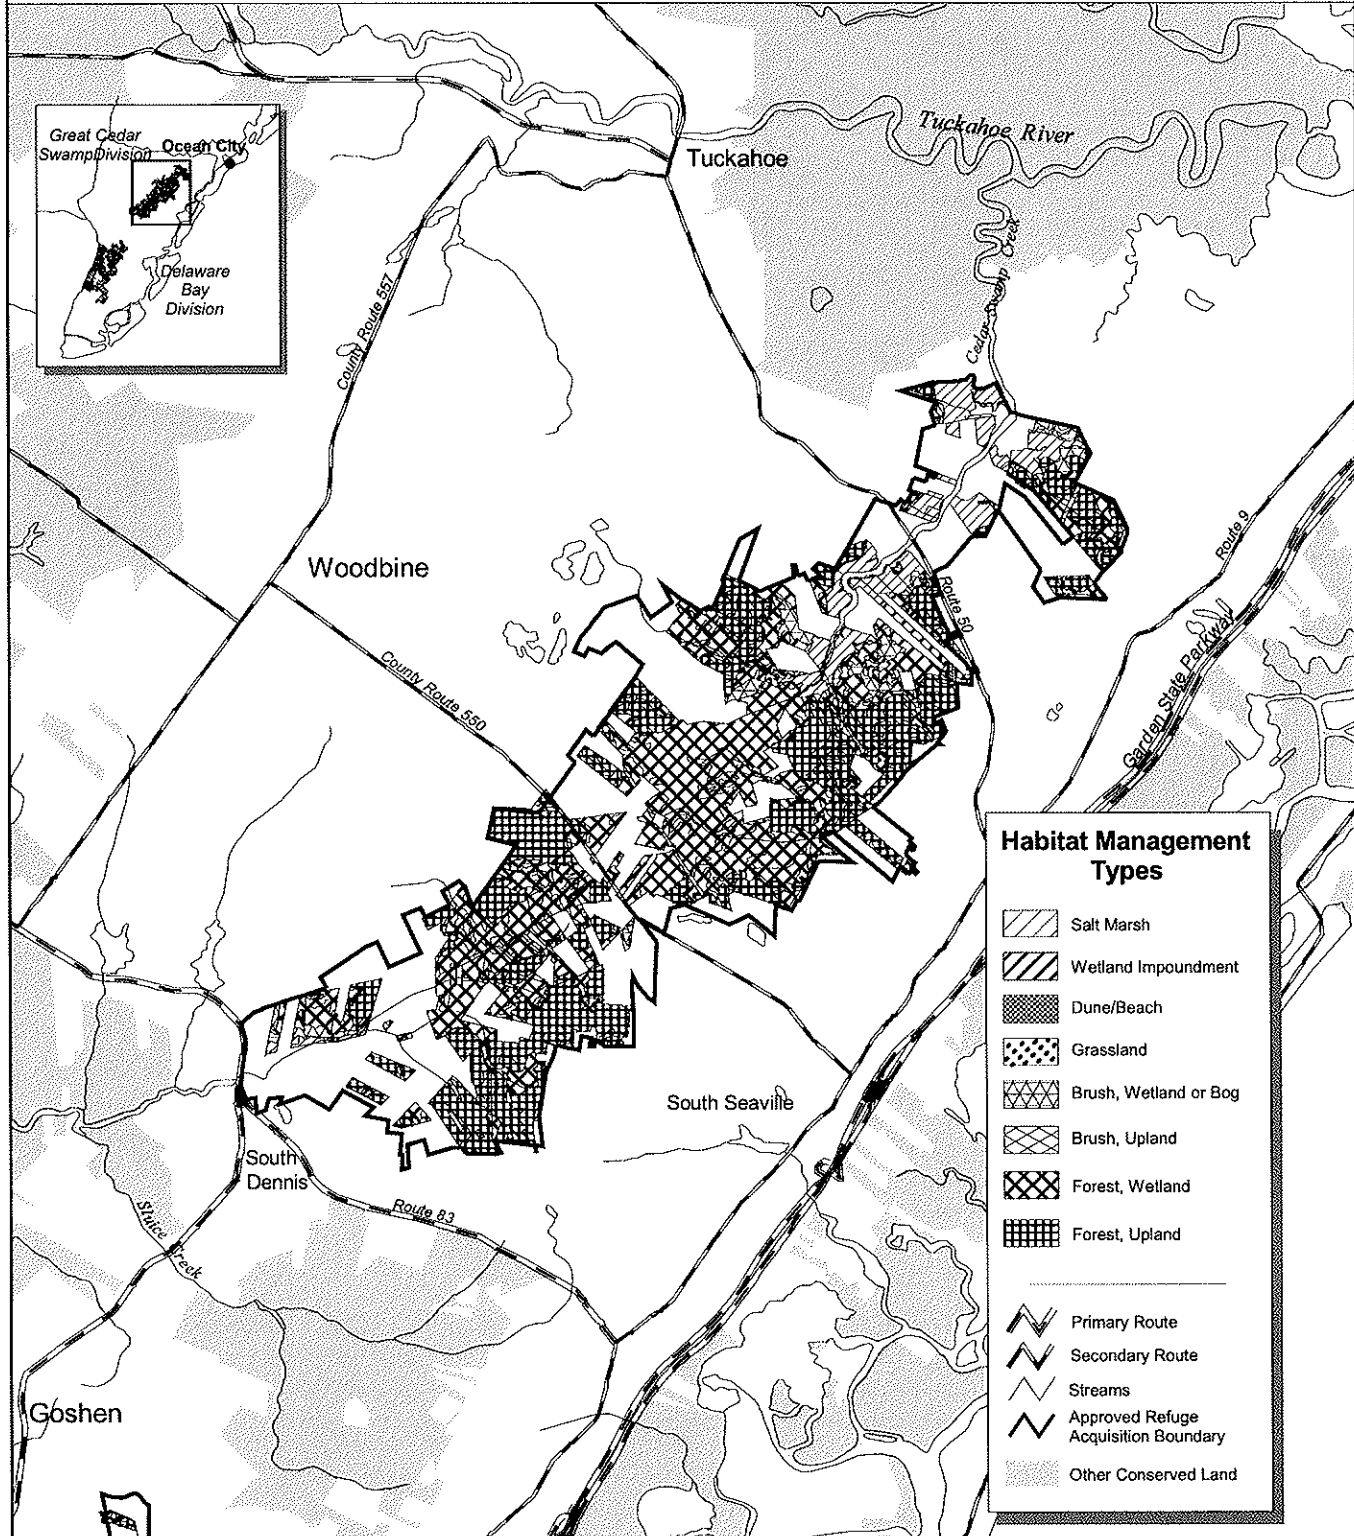 Great Cedar
SwampDivision
Ocean City
Delaware
Bay
Division
Tuckahoe River
Tuckahoe
Cedar Swamp Creek
County Route 557
Woodbine
Route 9
Route 50
County Route 550
Garden State Parkway
South Seaville
South
Dennis
Route 83
Sluice Creek
Goshen
Habitat Management
Types
Salt Marsh
Wetland Impoundment
Dune/Beach
Grassland
Brush, Wetland or Bog
Brush, Upland
Forest, Wetland
Forest, Upland
Primary Route
Secondary Route
Streams
Approved Refuge
Acquisition Boundary
Other Conserved Land